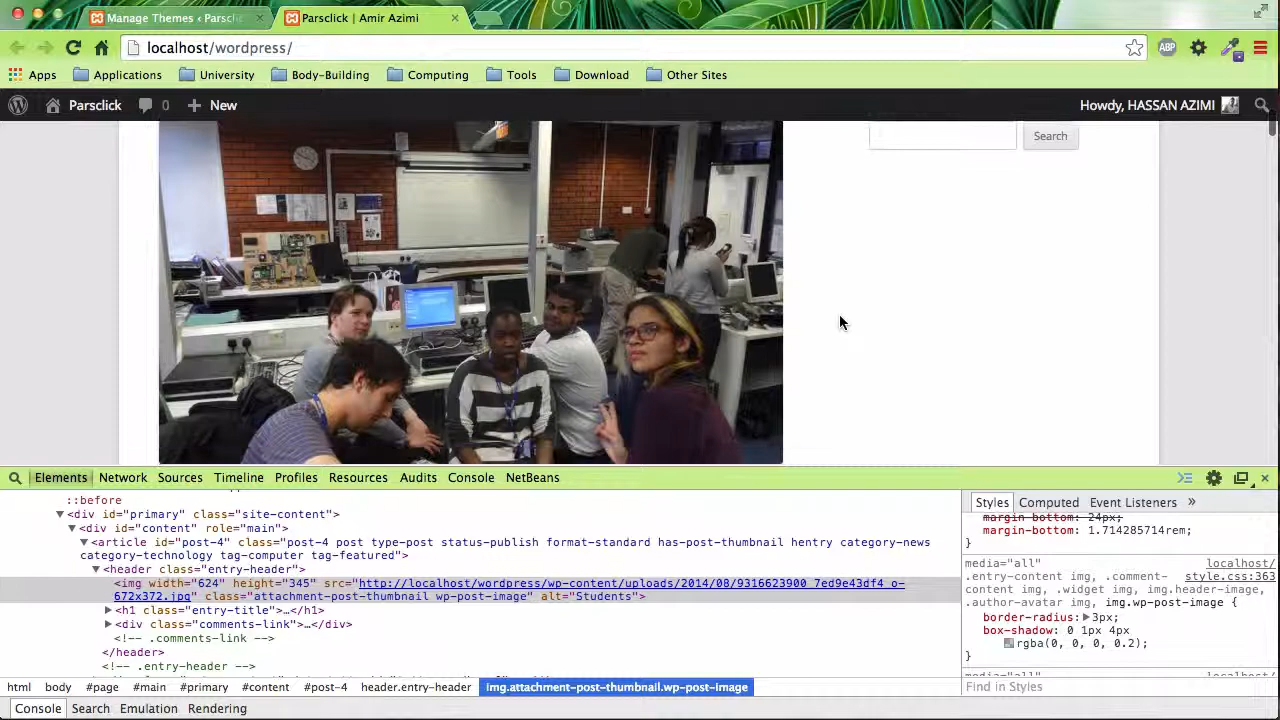 Manage Themes ‹ Parscli
Parsclick | Amir Azimi
localhost/wordpress/
ABP
Apps Applications University Body-Building Computing Tools Download Other Sites
Parsclick 0 New Howdy, HASSAN AZIMI
Search
Elements Network Sources Timeline Profiles Resources Audits Console NetBeans
::before
<div id="primary" class="site-content">
<div id="content" role="main">
<article id="post-4" class="post-4 post type-post status-publish format-standard has-post-thumbnail hentry category-news
category-technology tag-computer tag-featured">
<header class="entry-header">
<img width="624" height="345" src="http://localhost/wordpress/wp-content/uploads/2014/08/9316623900_7ed9e43df4_o-
672x372.jpg" class="attachment-post-thumbnail wp-post-image" alt="Students">
<h1 class="entry-title">…</h1>
<div class="comments-link">…</div>
<!-- .comments-link -->
</header>
<!-- .entry-header -->
Styles Computed Event Listeners »
margin-bottom: 24px;
margin-bottom: 1.714285714rem;
}
media="all" localhost/
.entry-content img, .comment- style.css:363
content img, .widget img, img.header-image,
.author-avatar img, img.wp-post-image {
border-radius: 3px;
box-shadow: 0 1px 4px
rgba(0, 0, 0, 0.2);
}
media="all" localhost/
html body #page #main #primary #content #post-4 header.entry-header img.attachment-post-thumbnail.wp-post-image
Find in Styles
Console Search Emulation Rendering